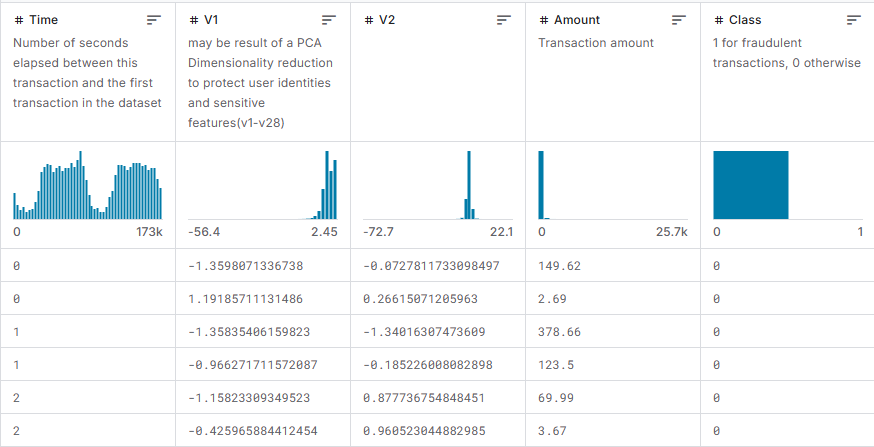 # Time
# V1
# V2
# Amount
# Class
Number of seconds
elapsed between this
transaction and the first
transaction in the dataset
may be result of a PCA
Dimensionality reduction
to protect user identities
and sensitive
features(v1-v28)
Transaction amount
1 for fraudulent
transactions, 0 otherwise
0 173k
-56.4 2.45
-72.7 22.1
0 25.7k
0 1
0 -1.3598071336738 -0.0727811733098497 149.62 0
0 1.19185711131486 0.26615071205963 2.69 0
1 -1.35835406159823 -1.34016307473609 378.66 0
1 -0.966271711572087 -0.185226008082898 123.5 0
2 -1.15823309349523 0.877736754848451 69.99 0
2 -0.425965884412454 0.960523044882985 3.67 0